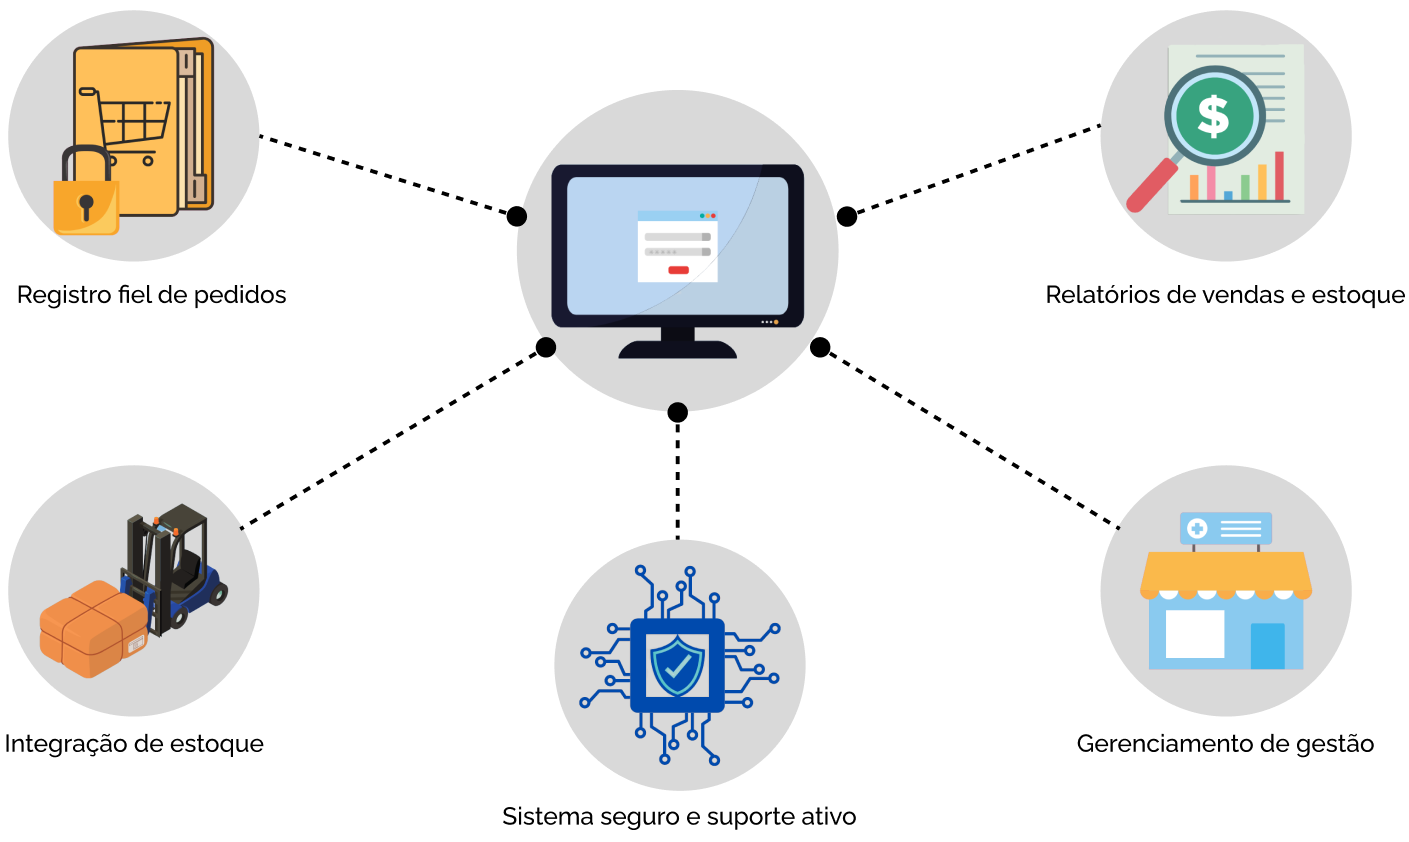 Registro fiel de pedidos
Relatórios de vendas e estoque
$
Integração de estoque
Gerenciamento de gestão
Sistema seguro e suporte ativo